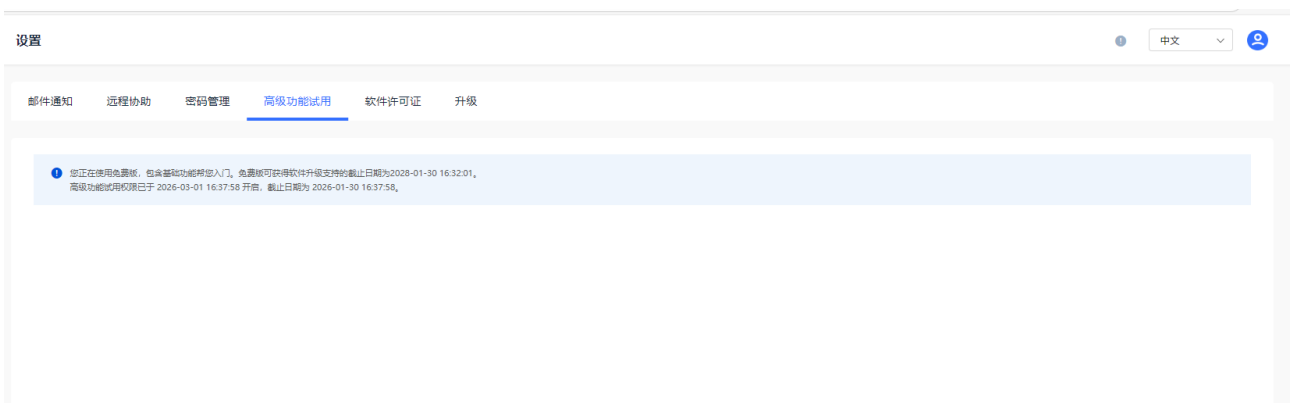 设置
中文
邮件通知 远程协助 密码管理 高级功能试用 软件许可证 升级
您正在使用免费版，包含基础功能帮您入门。免费版可获得软件升级支持的截止日期为2028-01-30 16:32:01。
高级功能试用权限已于 2026-03-01 16:37:58 开启，截止日期为 2026-01-30 16:37:58。